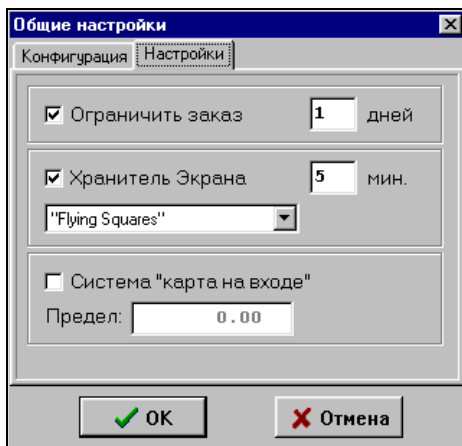 Общие настройки
Конфигурация Настройки
Ограничить заказ 1 дней
Хранитель Экрана 5 мин.
"Flying Squares"
Система "карта на входе"
Предел: 0.00
OK Отмена